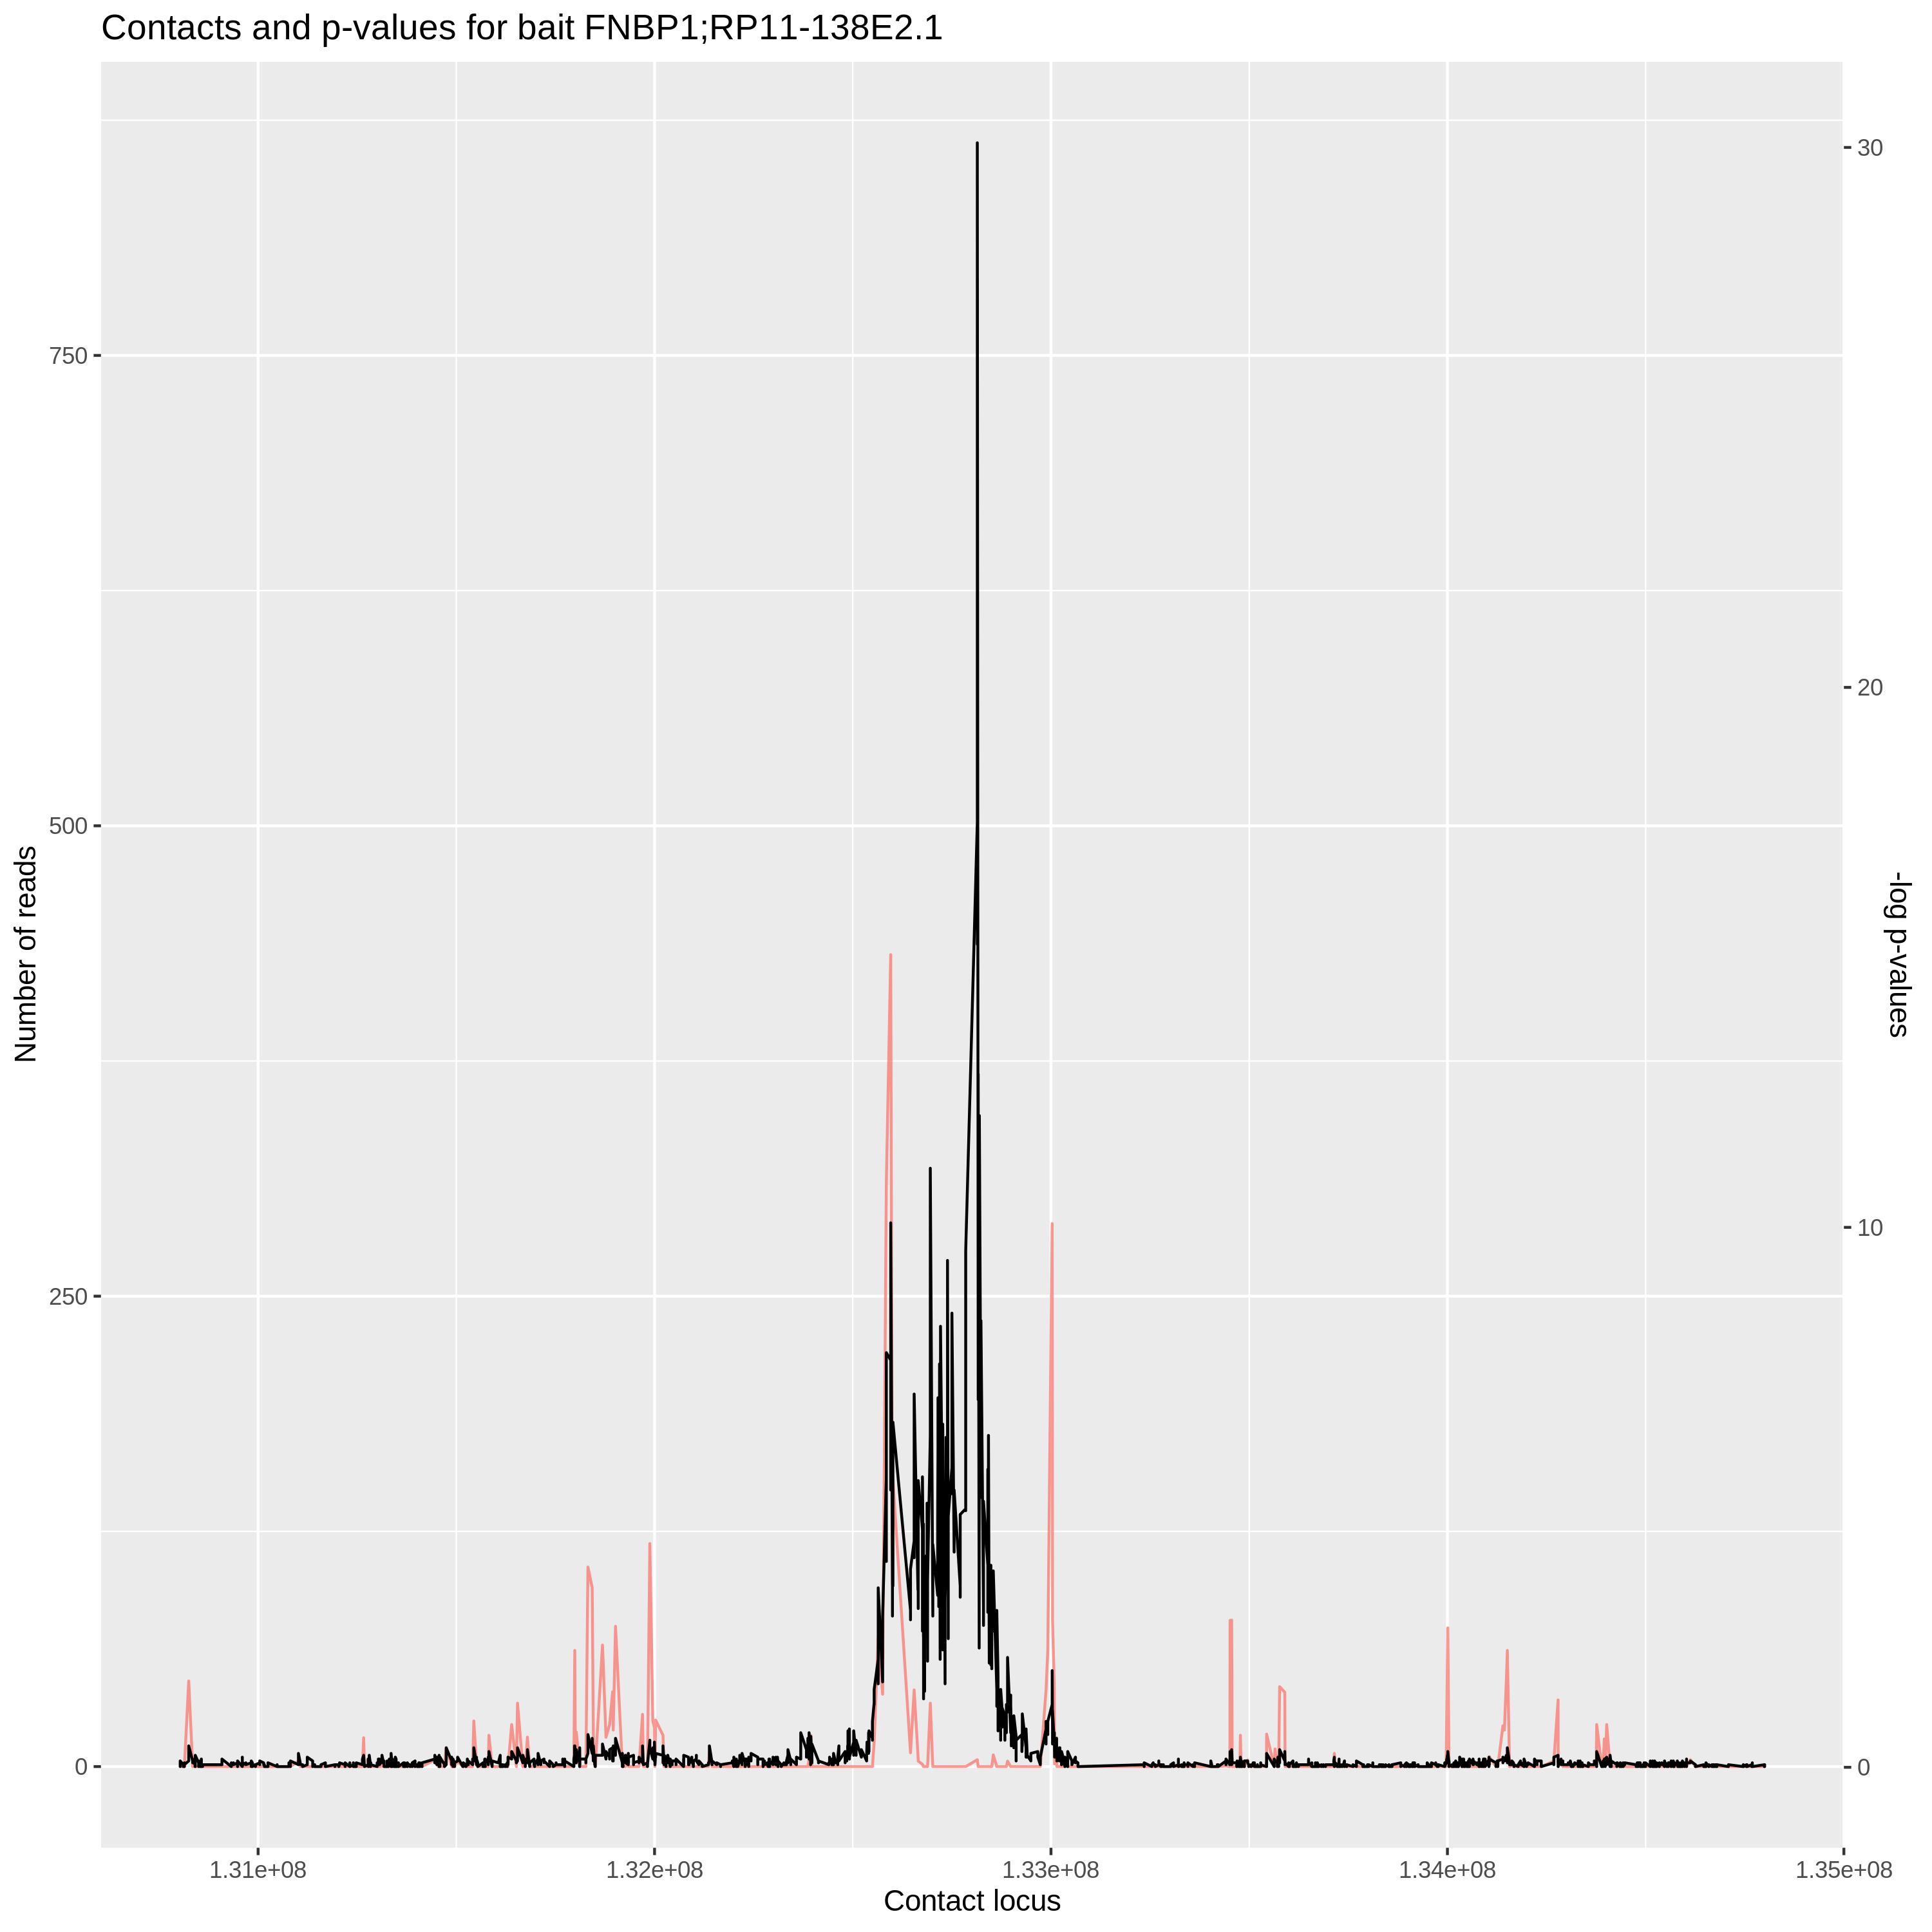 Contacts and p-values for bait FNBP1;RP11-138E2.1
750
500
250
0
Number of reads
30
20
10
0
-log p-values
1.31e+08
1.32e+08
1.33e+08
1.34e+08
1.35e+08
Contact locus